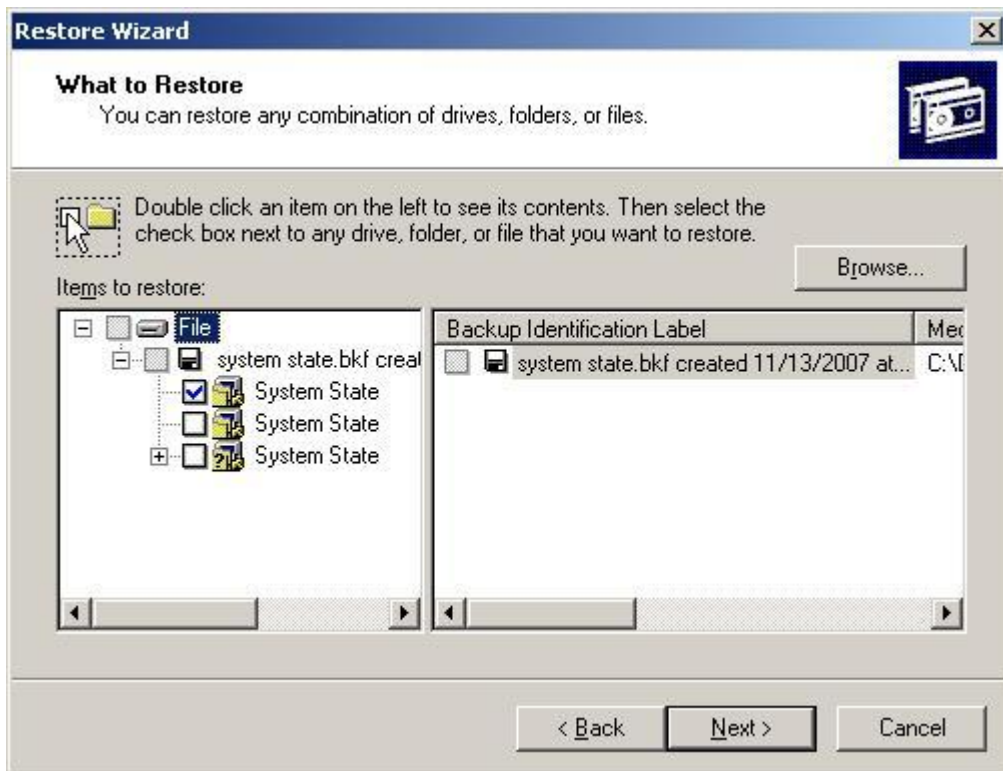 Restore Wizard
What to Restore
You can restore any combination of drives, folders, or files.
Double click an item on the left to see its contents. Then select the
check box next to any drive, folder, or file that you want to restore.
Browse...
Items to restore:
File
system state.bkf creat
System State
System State
System State
Backup Identification Label
Med
system state.bkf created 11/13/2007 at...
C:\D
< Back
Next >
Cancel